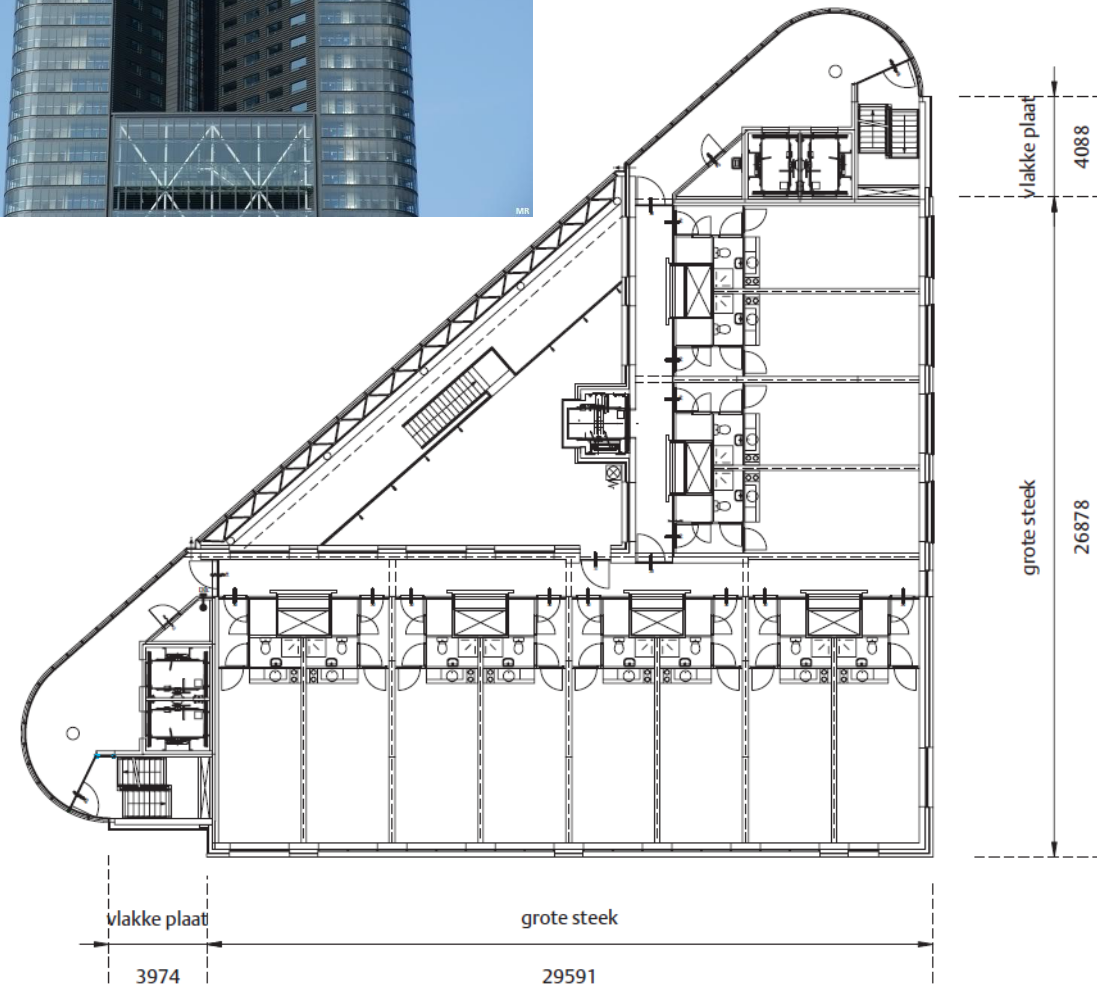 MR
vlakke plaat
4088
grote steek
26878
vlakke plaat
grote steek
3974
29591